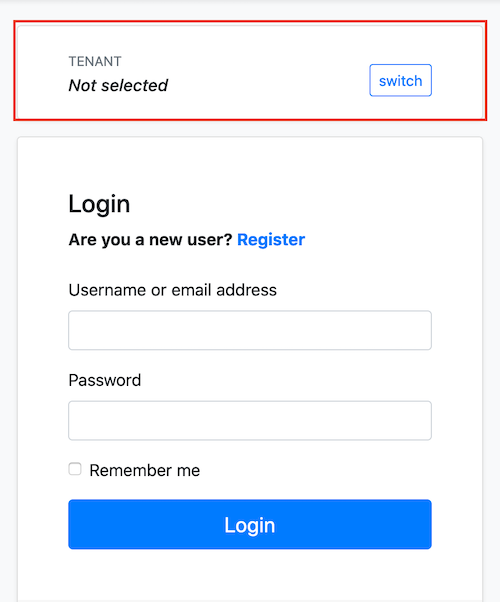 TENANT
Not selected
switch
Login
Are you a new user? Register
Username or email address
Password
Remember me
Login